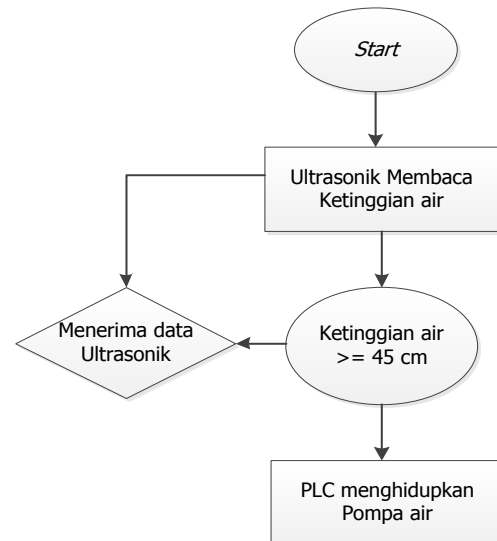 Start
Ultrasonik Membaca
Ketinggian air
Menerima data
Ultrasonik
Ketinggian air
>= 45 cm
PLC menghidupkan
Pompa air